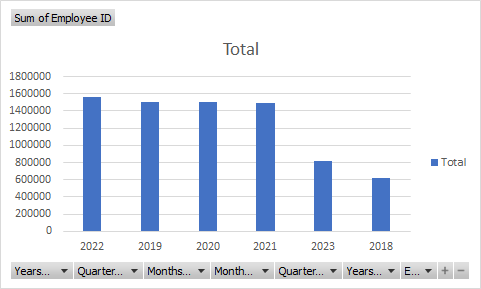 Sum of Employee ID
Total
1800000
1600000
1400000
1200000
1000000
800000
600000
400000
200000
0
2022 2019 2020 2021 2023 2018
Total
Years... Quarter... Months... Month... Quarter... Years... E... + −